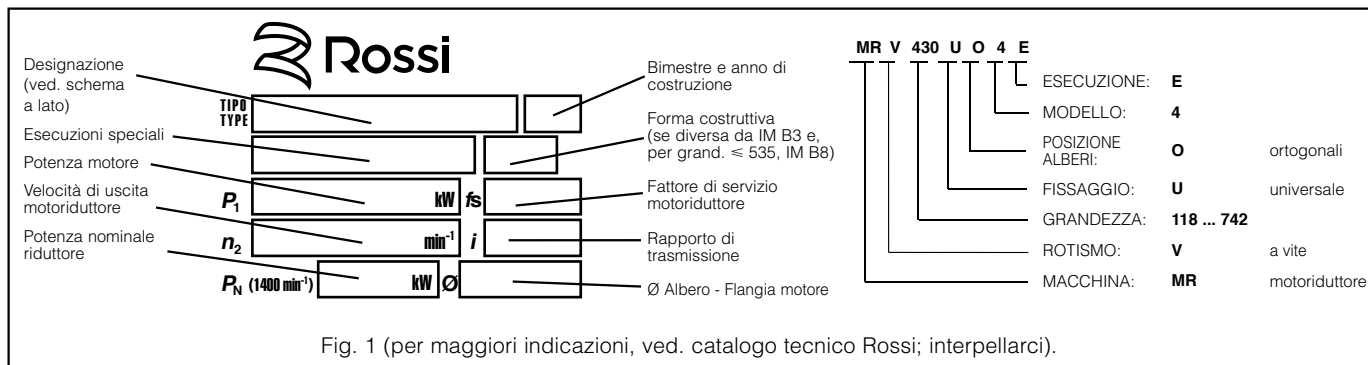 Rossi
Designazione
(ved. schema
a lato)
Esecuzioni speciali
Potenza motore
Velocità di uscita
motoriduttore
Potenza nominale
riduttore
TIPO
TYPE
P1 kW fs
n2 min-1 i
PN (1400 min-1) kW Ø
Bimestre e anno di
costruzione
Forma costruttiva
(se diversa da IM B3 e,
per grand. ≤ 535, IM B8)
Fattore di servizio
motoriduttore
Rapporto di
trasmissione
Ø Albero - Flangia motore
MR V 430 U O 4 E
ESECUZIONE: E
MODELLO: 4
POSIZIONE
ALBERI: O ortogonali
FISSAGGIO: U universale
GRANDEZZA: 118 ... 742
ROTISMO: V a vite
MACCHINA: MR motoriduttore
Fig. 1 (per maggiori indicazioni, ved. catalogo tecnico Rossi; interpellarci).